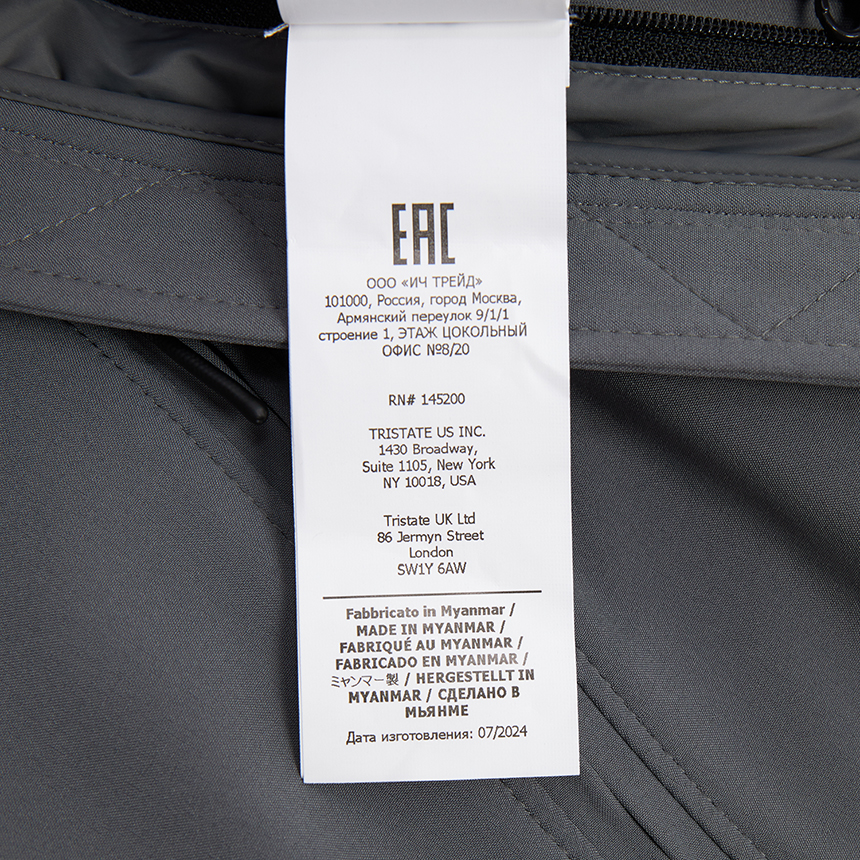 EAC
ООО «ИЧ ТРЕЙД»
101000, Россия, город Москва,
Армянский переулок 9/1/1
строение 1, ЭТАЖ ЦОКОЛЬНЫЙ
ОФИС №8/20
RN# 145200
TRISTATE US INC.
1430 Broadway,
Suite 1105, New York
NY 10018, USA
Tristate UK Ltd
86 Jermyn Street
London
SW1Y 6AW
Fabbricato in Myanmar /
MADE IN MYANMAR /
FABRIQUÉ AU MYANMAR /
FABRICADO EN MYANMAR /
ミャンマー製 / HERGESTELLT IN
MYANMAR / СДЕЛАНО В
МЬЯНМЕ
Дата изготовления: 07/2024